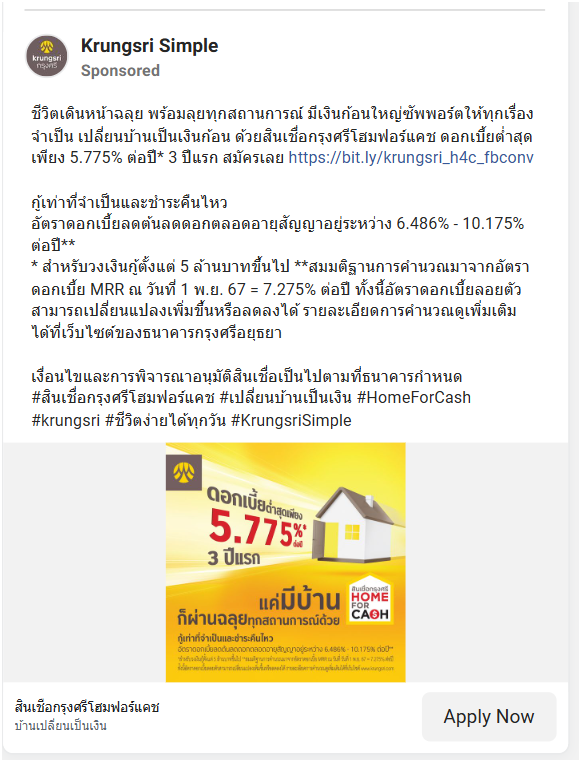 Krungsri Simple
krungsri
กรุงศรี
Sponsored
ชีวิตเดินหน้าฉลุย พร้อมลุยทุกสถานการณ์ มีเงินก้อนใหญ่ซัพพอร์ตให้ทุกเรื่อง
จำเป็น เปลี่ยนบ้านเป็นเงินก้อน ด้วยสินเชื่อกรุงศรีโฮมฟอร์แคช ดอกเบี้ยต่ำสุด
เพียง 5.775% ต่อปี* 3 ปีแรก สมัครเลย https://bit.ly/krungsri_h4c_fbconv
กู้เท่าที่จำเป็นและชำระคืนไหว
อัตราดอกเบี้ยลดต้นลดดอกตลอดอายุสัญญาอยู่ระหว่าง 6.486% - 10.175%
ต่อปี**
* สำหรับวงเงินกู้ตั้งแต่ 5 ล้านบาทขึ้นไป **สมมติฐานการคำนวณมาจากอัตรา
ดอกเบี้ย MRR ณ วันที่ 1 พ.ย. 67 = 7.275% ต่อปี ทั้งนี้อัตราดอกเบี้ยลอยตัว
สามารถเปลี่ยนแปลงเพิ่มขึ้นหรือลดลงได้ รายละเอียดการคำนวณดูเพิ่มเติม
ได้ที่เว็บไซต์ของธนาคารกรุงศรีอยุธยา
เงื่อนไขและการพิจารณาอนุมัติสินเชื่อเป็นไปตามที่ธนาคารกำหนด
#สินเชื่อกรุงศรีโฮมฟอร์แคช #เปลี่ยนบ้านเป็นเงิน #HomeForCash
#krungsri #ชีวิตง่ายได้ทุกวัน #KrungsriSimple
ดอกเบี้ยต่ำสุดเพียง
5.775%* ต่อปี
3 ปีแรก
แค่มีบ้าน
ก็ผ่านฉลุยทุกสถานการณ์ด้วย
สินเชื่อกรุงศรี
HOME
FOR
CASH
กู้เท่าที่จำเป็นและชำระคืนไหว
อัตราดอกเบี้ยลดต้นลดดอกตลอดอายุสัญญาอยู่ระหว่าง 6.486% - 10.175% ต่อปี**
สินเชื่อกรุงศรีโฮมฟอร์แคช
บ้านเปลี่ยนเป็นเงิน
Apply Now